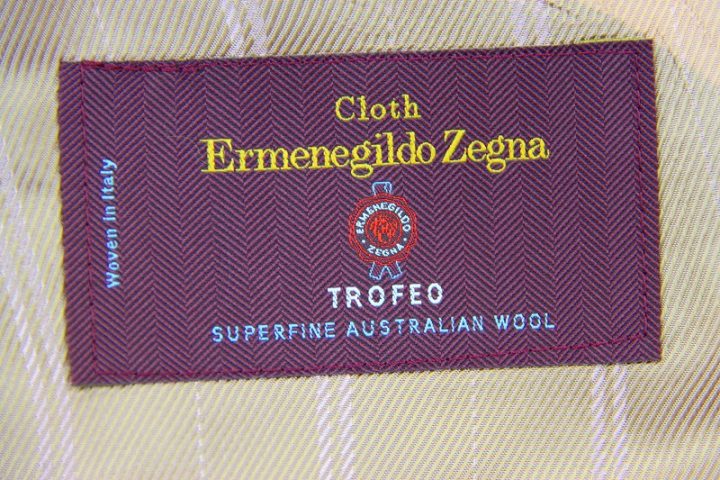 Cloth
Ermenegildo Zegna
Woven in Italy
ERMENEGILDO
ZEGNA
TROFEO
SUPERFINE AUSTRALIAN WOOL